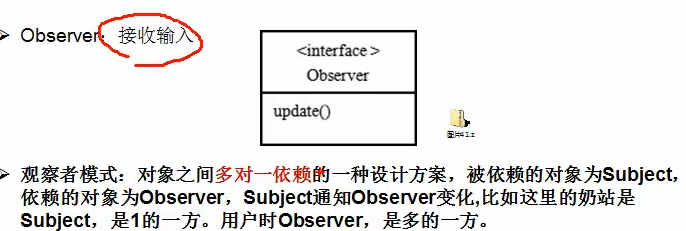 ➢ Observer：接收输入
<interface >
Observer
update()
图片41.z
➢ 观察者模式：对象之间多对一依赖的一种设计方案，被依赖的对象为Subject，
依赖的对象为Observer，Subject通知Observer变化,比如这里的奶站是
Subject，是1的一方。用户时Observer，是多的一方。